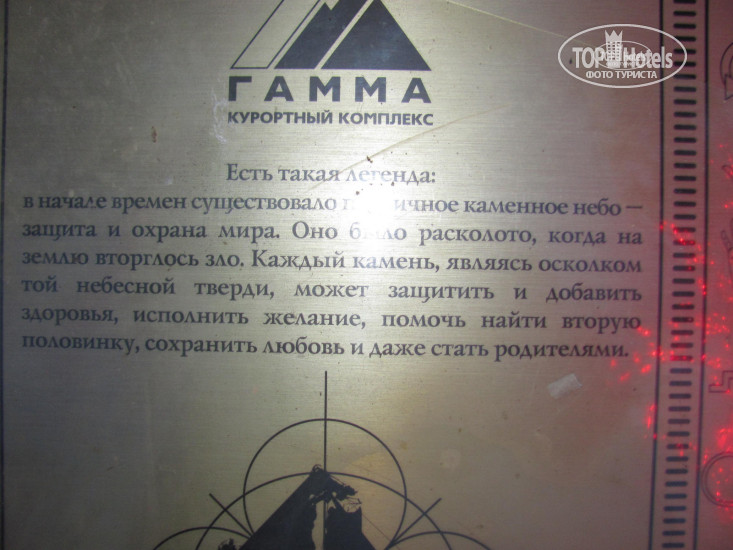 TOP Hotels
ФОТО ТУРИСТА
ГАММА
КУРОРТНЫЙ КОМПЛЕКС
Есть такая легенда:
в начале времен существовало каменное небо —
защита и охрана мира. Оно было расколото, когда на
землю вторглось зло. Каждый камень, являясь осколком
той небесной тверди, может защитить и добавить
здоровья, исполнить желание, помочь найти вторую
половинку, сохранить любовь и даже стать родителями.